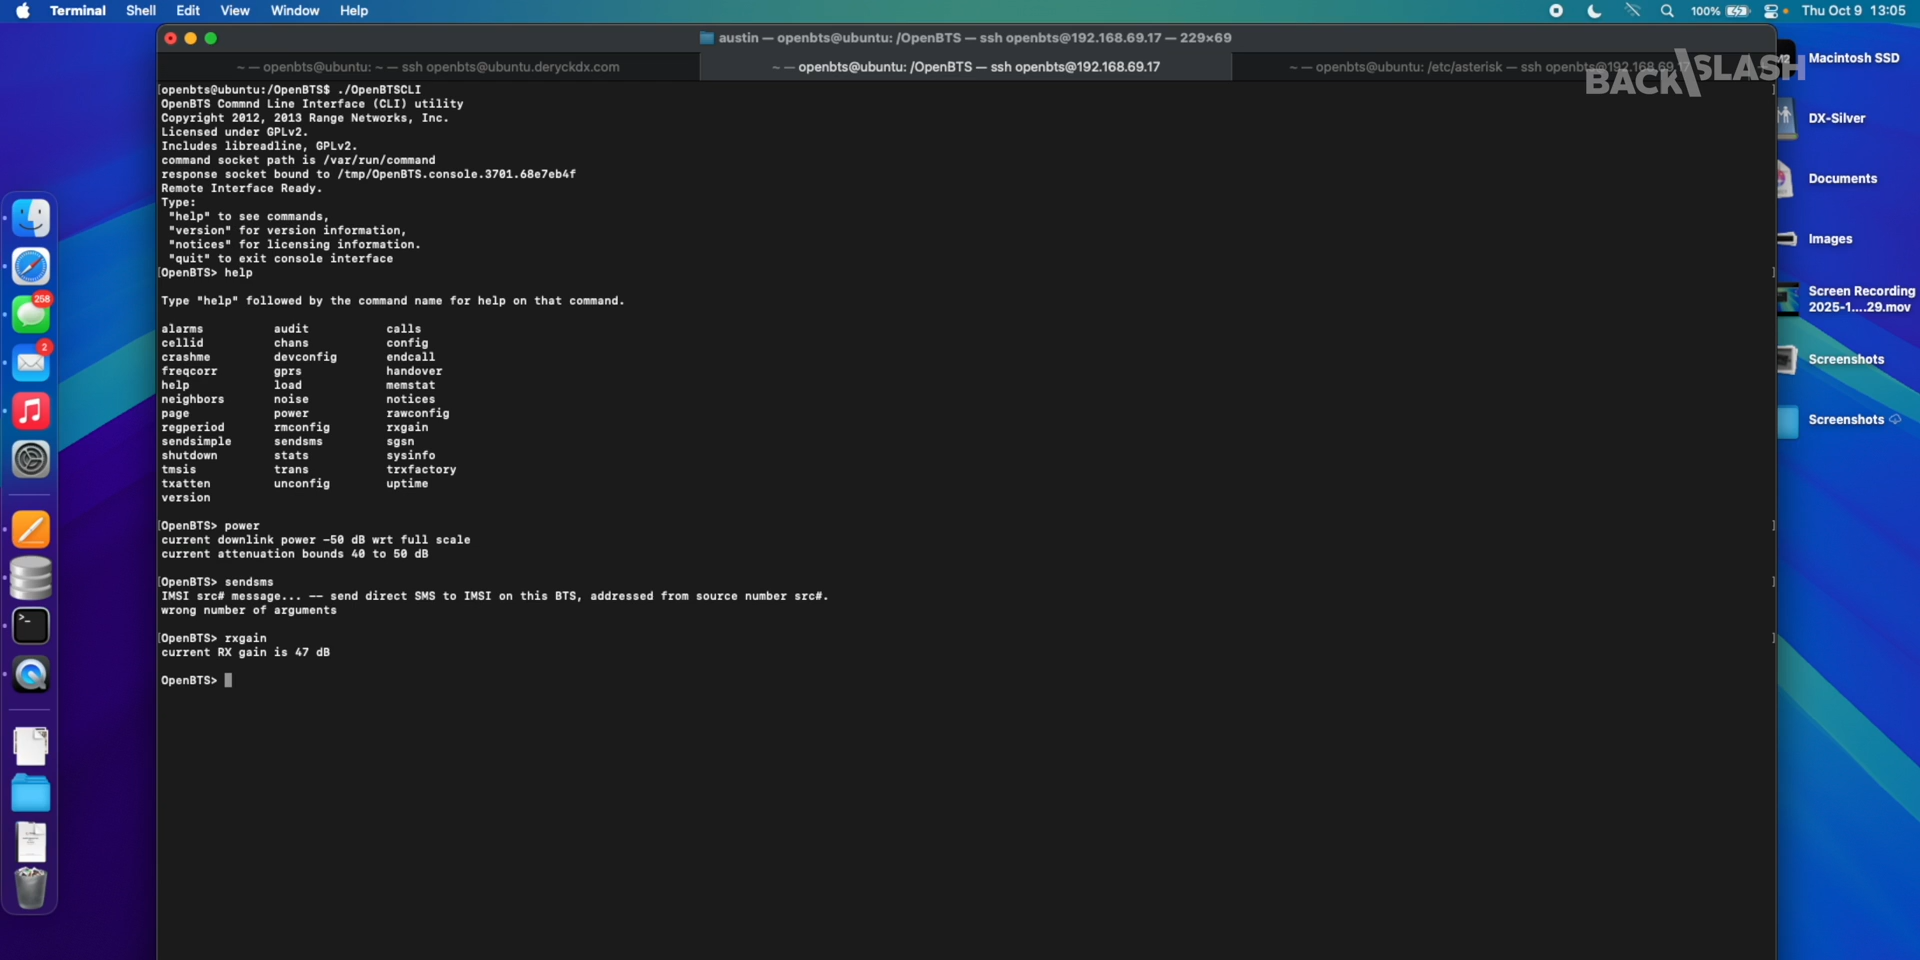 Terminal Shell Edit View Window Help
100% Thu Oct 9 13:05
austin — openbts@ubuntu: /OpenBTS — ssh openbts@192.168.69.17 — 229×69
~ — openbts@ubuntu: ~ — ssh openbts@ubuntu.deryckdx.com
~ — openbts@ubuntu: /OpenBTS — ssh openbts@192.168.69.17
~ — openbts@ubuntu: /etc/asterisk — ssh openbts@192.168.69.17
BACK\SLASH
[openbts@ubuntu:/OpenBTS$ ./OpenBTSCLI ]
OpenBTS Commnd Line Interface (CLI) utility
Copyright 2012, 2013 Range Networks, Inc.
Licensed under GPLv2.
Includes libreadline, GPLv2.
command socket path is /var/run/command
response socket bound to /tmp/OpenBTS.console.3701.68e7eb4f
Remote Interface Ready.
Type:
"help" to see commands,
"version" for version information,
"notices" for licensing information.
"quit" to exit console interface
[OpenBTS> help ]
Type "help" followed by the command name for help on that command.
alarms audit calls
cellid chans config
crashme devconfig endcall
freqcorr gprs handover
help load memstat
neighbors noise notices
page power rawconfig
regperiod rmconfig rxgain
sendsimple sendsms sgsn
shutdown stats sysinfo
tmsis trans trxfactory
txatten unconfig uptime
version
[OpenBTS> power ]
current downlink power -50 dB wrt full scale
current attenuation bounds 40 to 50 dB
[OpenBTS> sendsms ]
IMSI src# message... -- send direct SMS to IMSI on this BTS, addressed from source number src#.
wrong number of arguments
[OpenBTS> rxgain ]
current RX gain is 47 dB
OpenBTS>
258
2
Macintosh SSD
DX-Silver
Documents
Images
Screen Recording
2025-1....29.mov
Screenshots
Screenshots